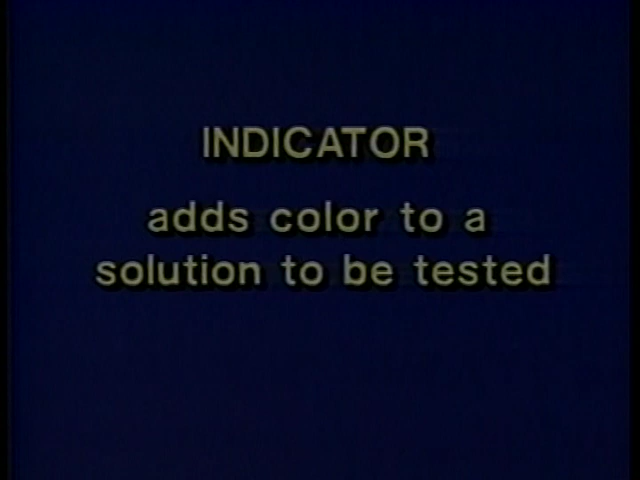 INDICATOR
adds color to a
solution to be tested